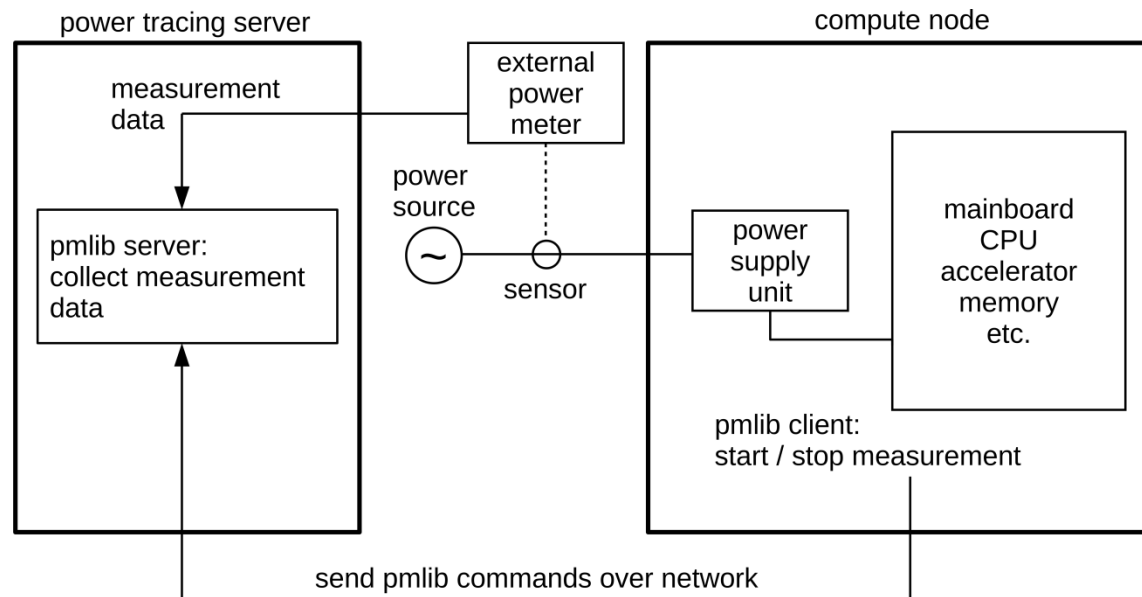 power tracing server
compute node
external
power
meter
measurement
data
power
source
~
sensor
pmlib server:
collect measurement
data
power
supply
unit
mainboard
CPU
accelerator
memory
etc.
pmlib client:
start / stop measurement
send pmlib commands over network